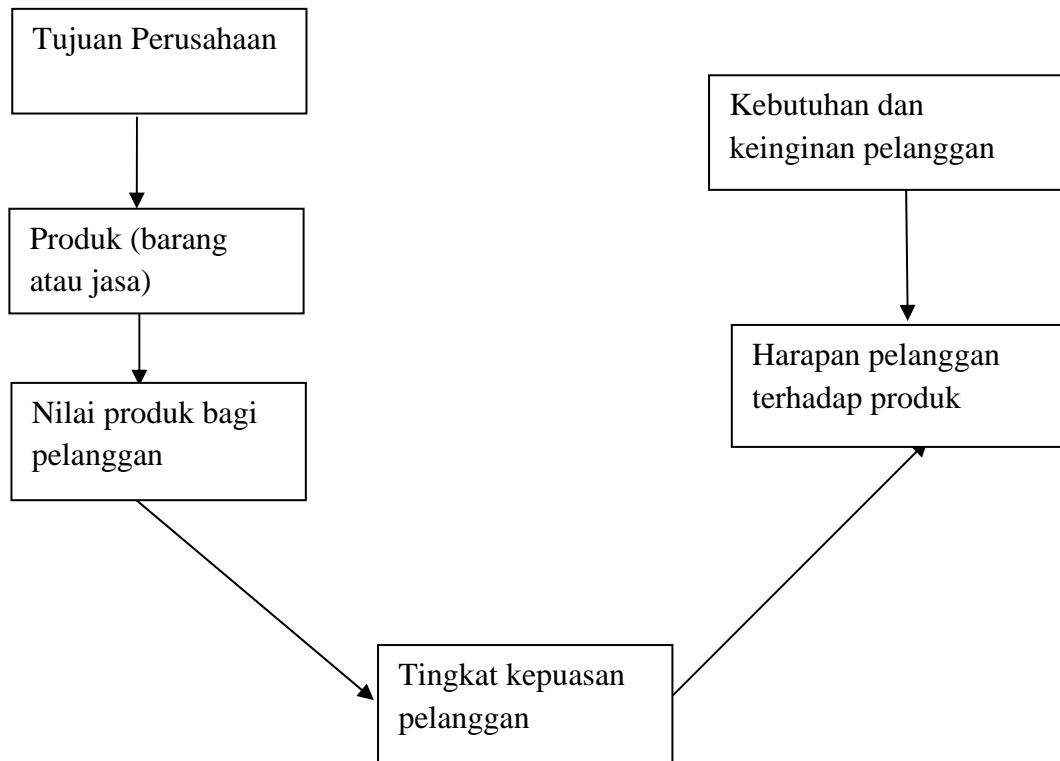 Tujuan Perusahaan
Kebutuhan dan
keinginan pelanggan
Produk (barang
atau jasa)
Harapan pelanggan
terhadap produk
Nilai produk bagi
pelanggan
Tingkat kepuasan
pelanggan